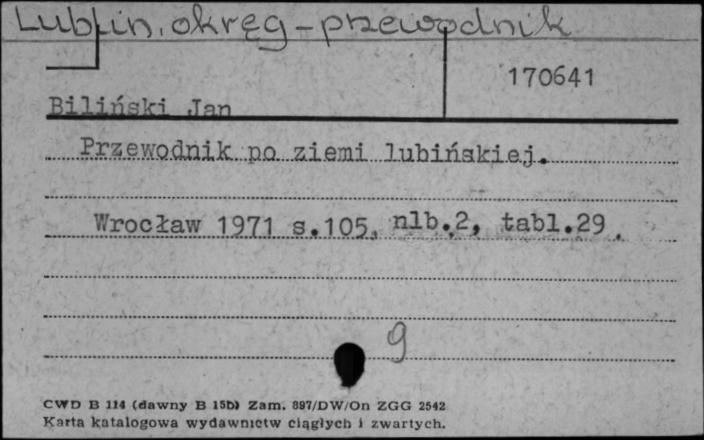 Lubin, okręg - przewodnik
170641
Biliński Jan
Przewodnik po ziemi lubińskiej.
Wrocław 1971 s.105, nlb.2, tabl.29.
9
CWD B 114 (dawny B 15b) Zam. 897/DW/On ZGG 2542
Karta katalogowa wydawnictw ciągłych i zwartych.